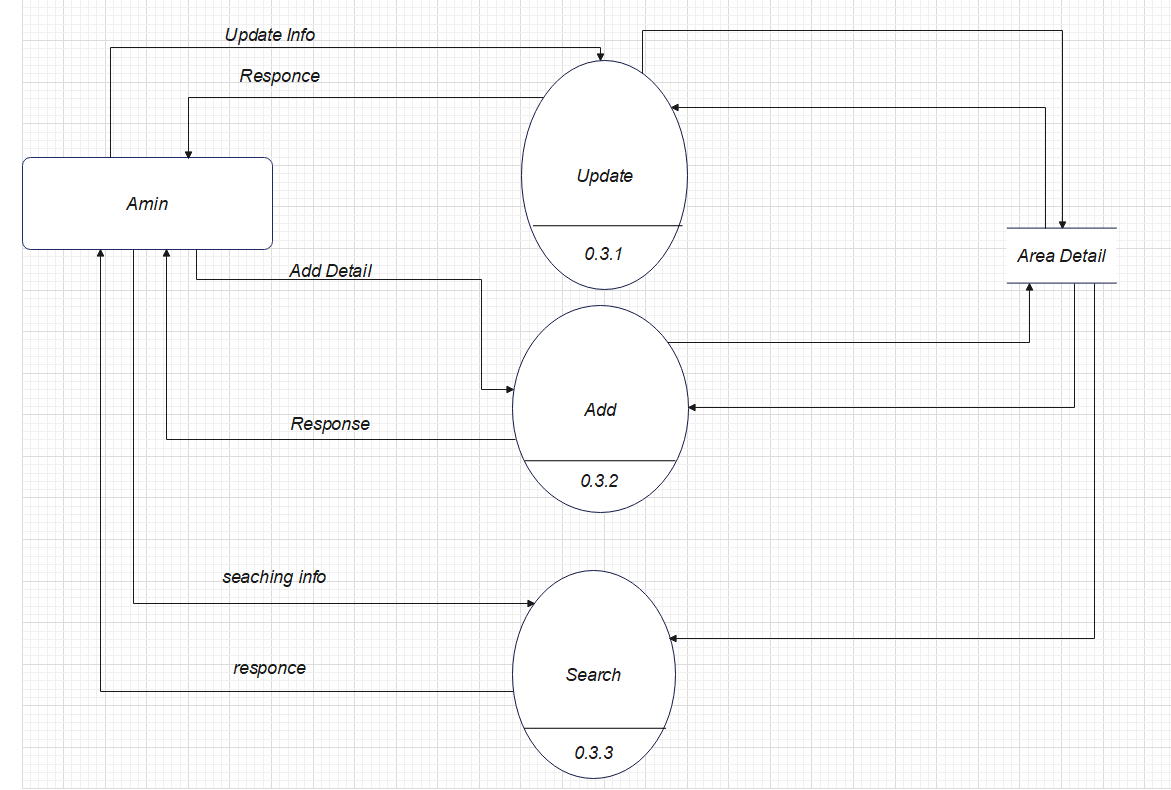 Update Info
Responce
Update
Amin
0.3.1
Area Detail
Add Detail
Add
Response
0.3.2
seaching info
responce
Search
0.3.3